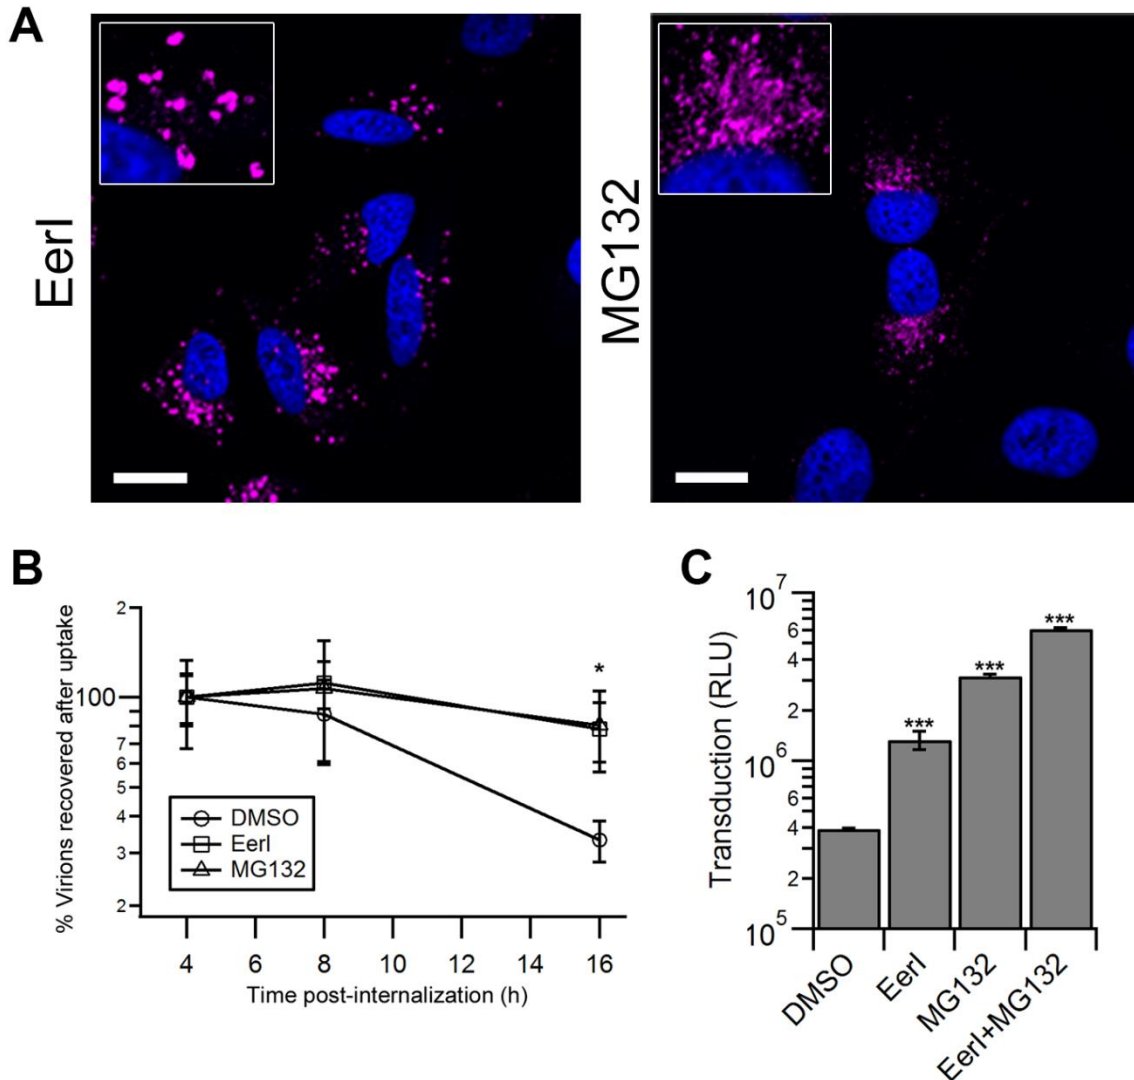 A
EerI
MG132
B
% Virions recovered after uptake
2
100
7
6
5
4
3
2
DMSO
EerI
MG132
*
4
6
8
10
12
14
16
Time post-internalization (h)
C
Transduction (RLU)
10^7
6
4
2
10^6
6
4
2
10^5
***
***
***
DMSO
EerI
MG132
EerI+MG132